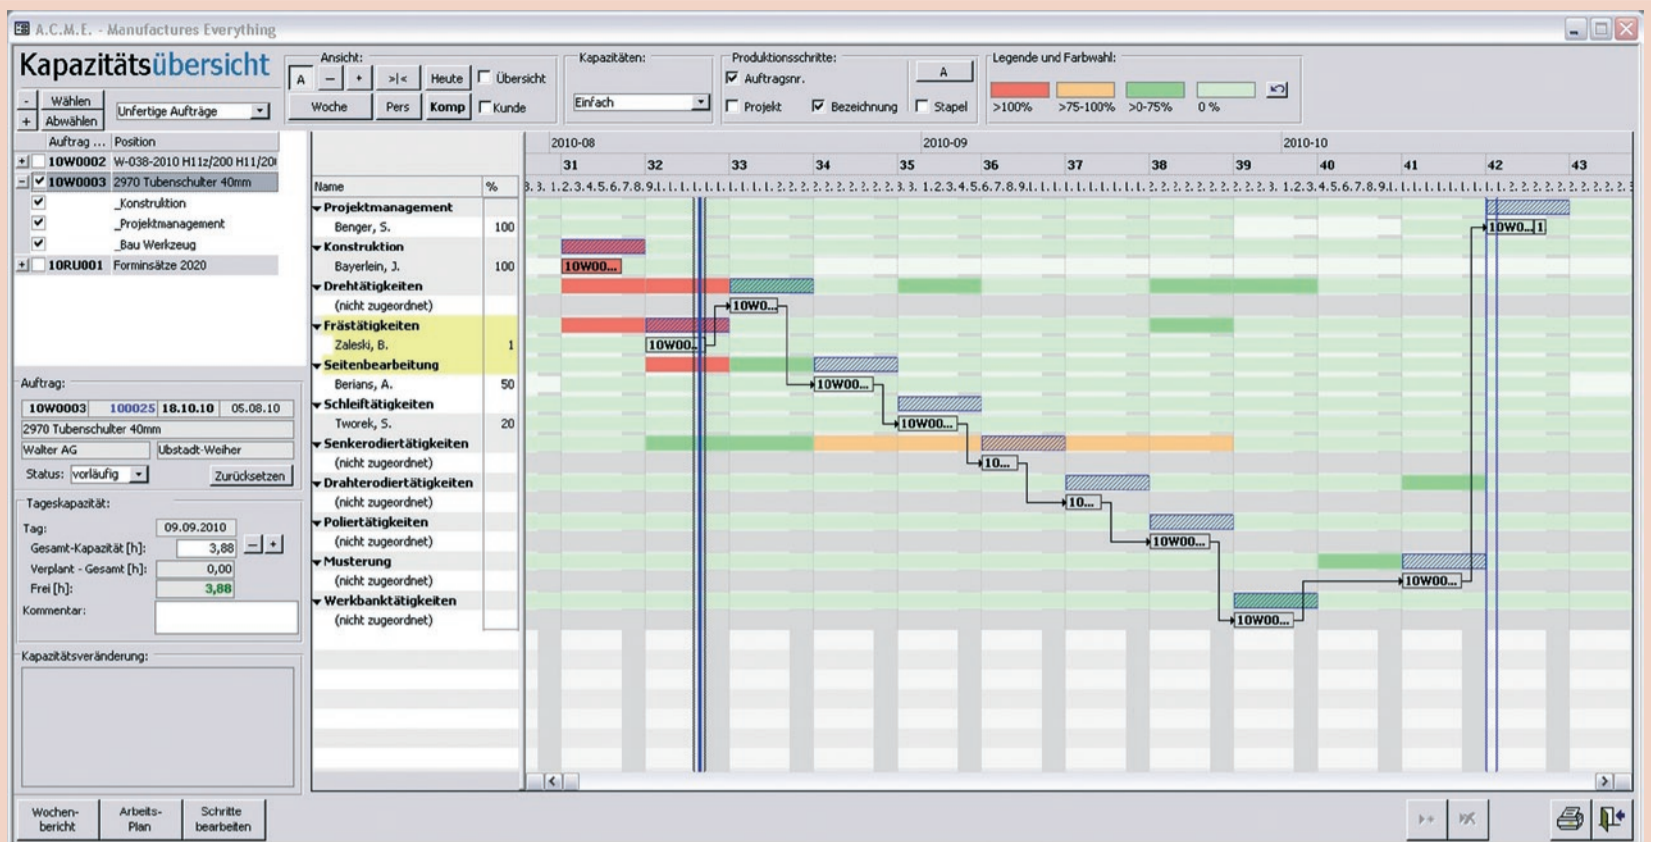 A.C.M.E. - Manufactures Everything
Kapazitätsübersicht
- Wählen
+ Abwählen
Unfertige Aufträge
Ansicht:
A - + >|< Heute Übersicht
Woche Pers Komp Kunde
Kapazitäten:
Einfach
Produktionsschritte:
Auftragsnr. A
Projekt Bezeichnung Stapel
Legende und Farbwahl:
>100% >75-100% >0-75% 0 %
Auftrag ... Position
10W0002 W-038-2010 H11z/200 H11/20
10W0003 2970 Tubenschulter 40mm
_Konstruktion
_Projektmanagement
_Bau Werkzeug
10RU001 Forminsätze 2020
Auftrag:
10W0003 100025 18.10.10 05.08.10
2970 Tubenschulter 40mm
Walter AG Ubstadt-Weiher
Status: vorläufig Zurücksetzen
Tageskapazität:
Tag: 09.09.2010
Gesamt-Kapazität [h]: 3,88 - +
Verplant - Gesamt [h]: 0,00
Frei [h]: 3,88
Kommentar:
Kapazitätsveränderung:
2010-08 2010-09 2010-10
31 32 33 34 35 36 37 38 39 40 41 42 43
Name %
Projektmanagement
Benger, S. 100 10W0... 1
Konstruktion
Bayerlein, J. 100 10W00...
Drehtätigkeiten
(nicht zugeordnet) 10W0...
Frästätigkeiten
Zaleski, B. 1 10W00...
Seitenbearbeitung
Berians, A. 50 10W00...
Schleiftätigkeiten
Tworek, S. 20 10W00...
Senkerodiertätigkeiten
(nicht zugeordnet) 10...
Drahterodiertätigkeiten
(nicht zugeordnet) 10...
Poliertätigkeiten
(nicht zugeordnet) 10W00...
Musterung
(nicht zugeordnet) 10W00...
Werkbanktätigkeiten
(nicht zugeordnet) 10W00...
Wochen-
bericht
Arbeits-
Plan
Schritte
bearbeiten